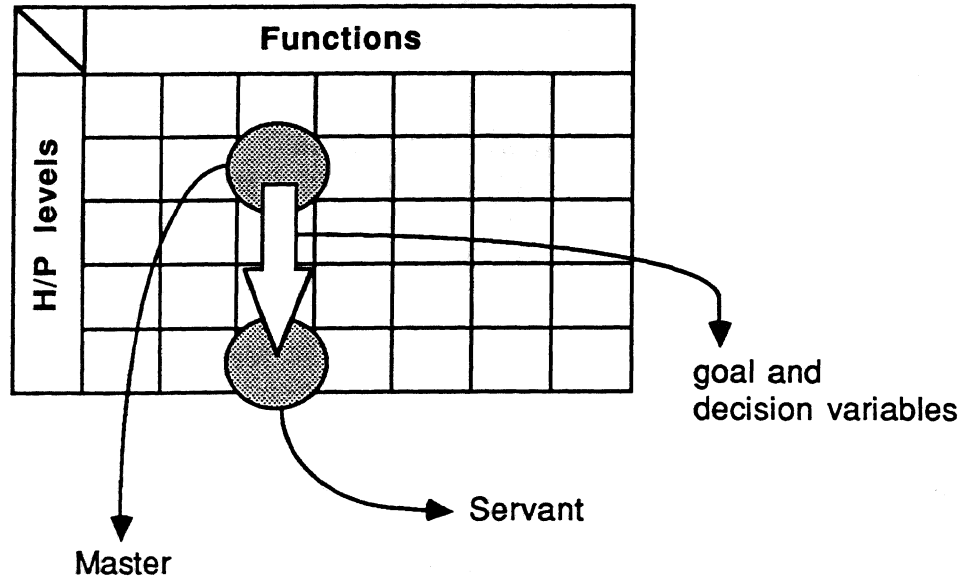 Functions
H/P levels
goal and
decision variables
Servant
Master